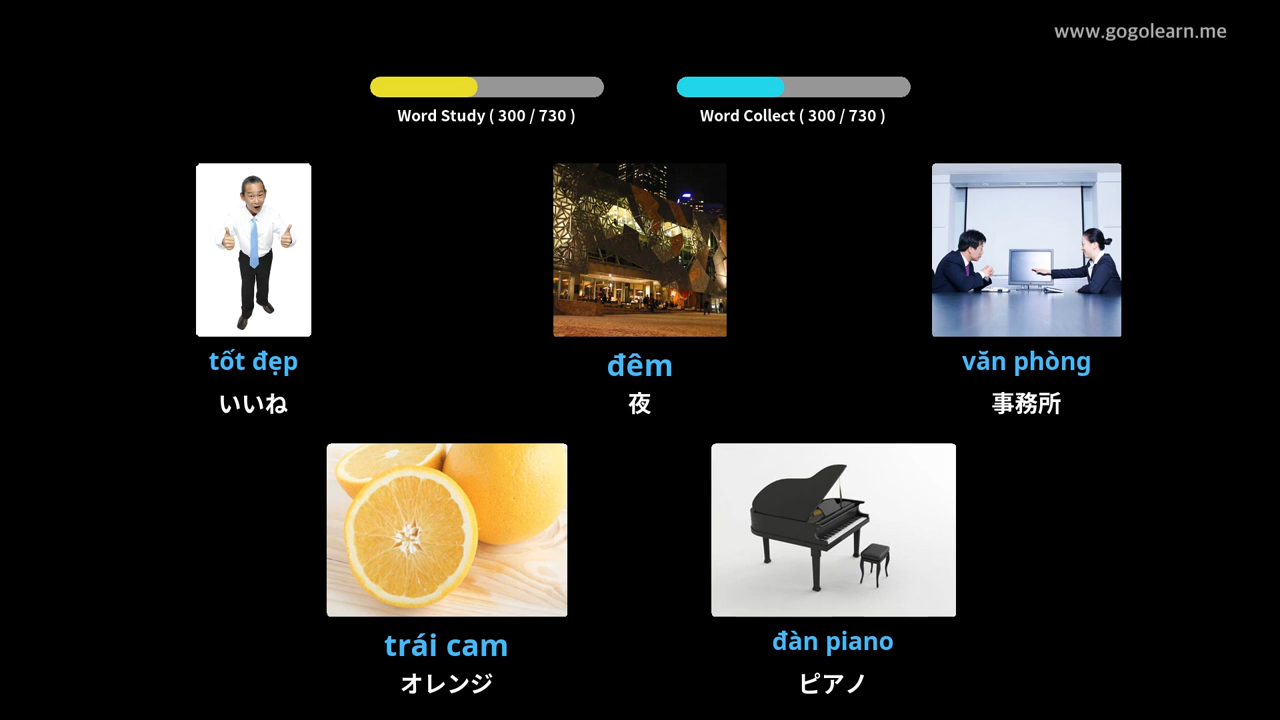 www.gogolearn.me
Word Study ( 300 / 730 )
Word Collect ( 300 / 730 )
tốt đẹp
いいね
đêm
夜
văn phòng
事務所
trái cam
オレンジ
đàn piano
ピアノ